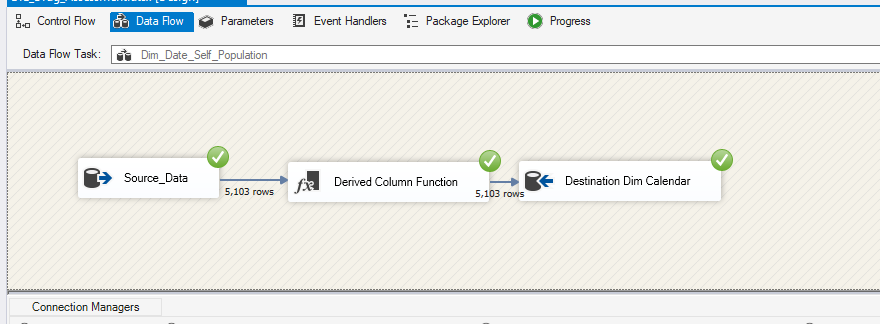 Control Flow Data Flow Parameters Event Handlers Package Explorer Progress
Data Flow Task: Dim_Date_Self_Population
Source_Data
5,103 rows
fx Derived Column Function
5,103 rows
Destination Dim Calendar
Connection Managers